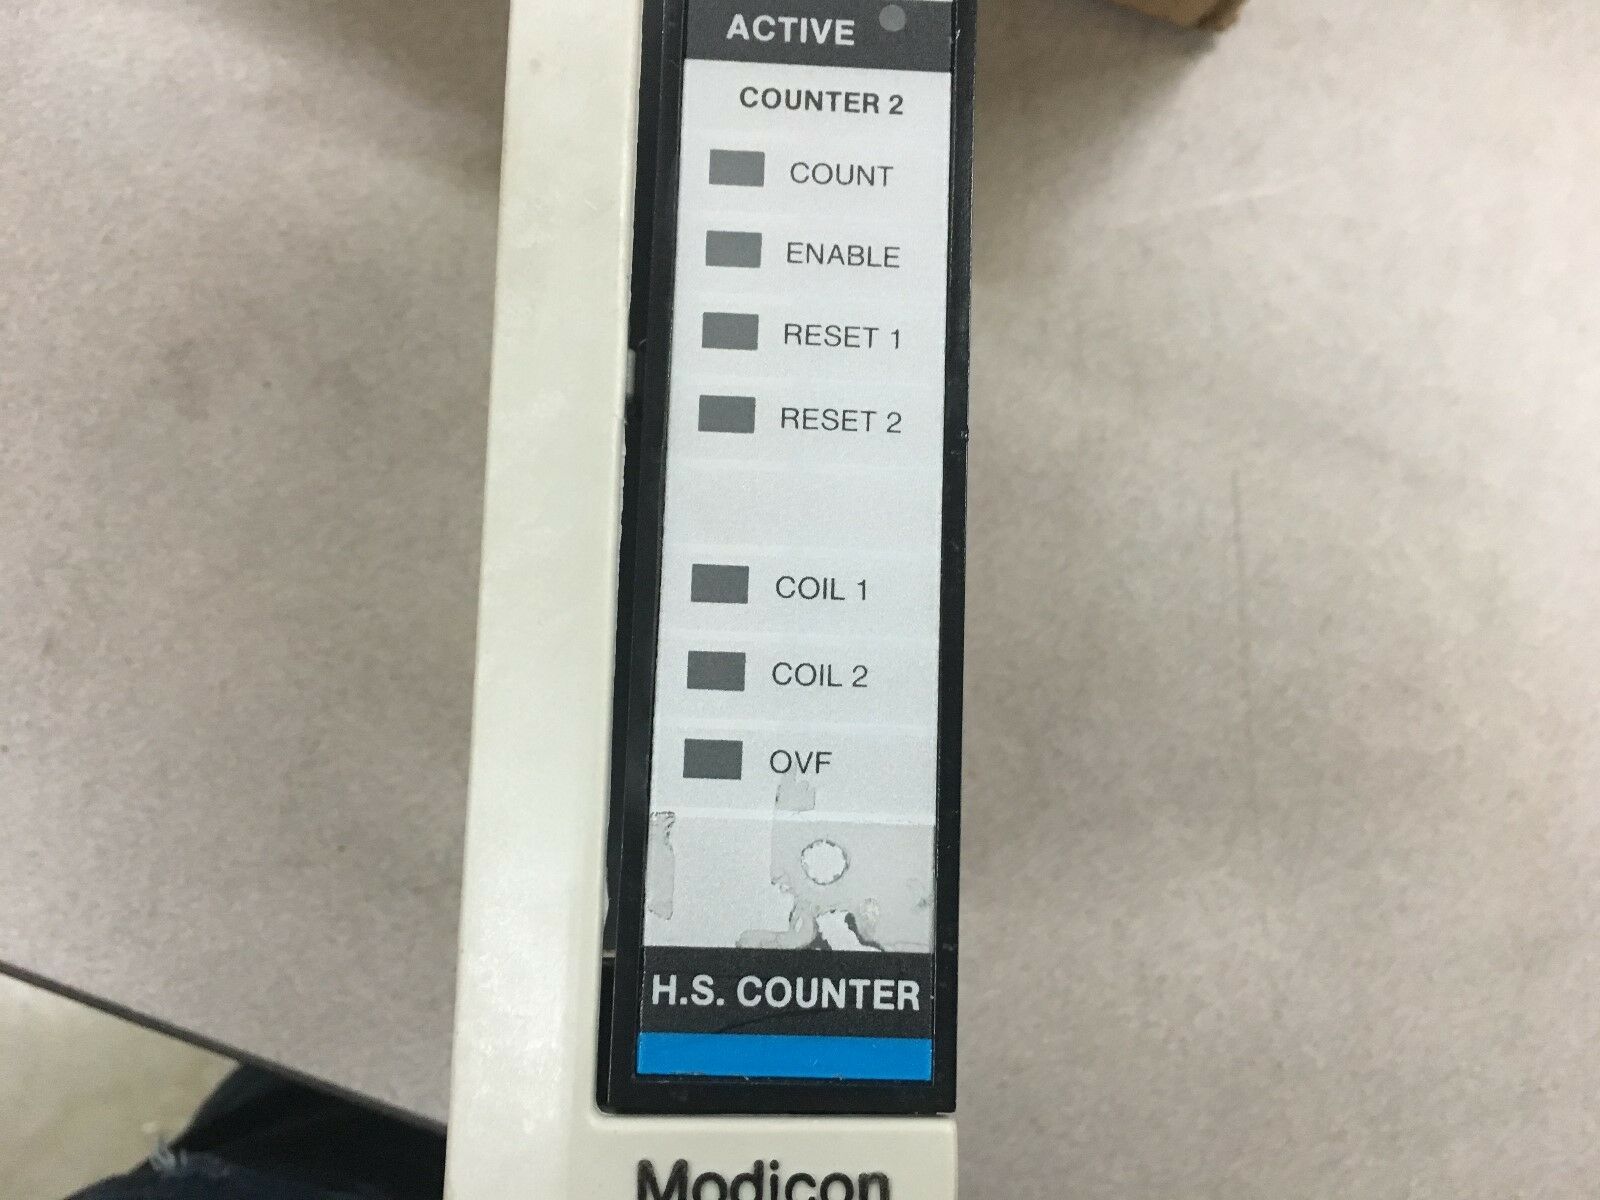 ACTIVE
COUNTER 2
COUNT
ENABLE
RESET 1
RESET 2
COIL 1
COIL 2
OVF
H.S. COUNTER
Modicon